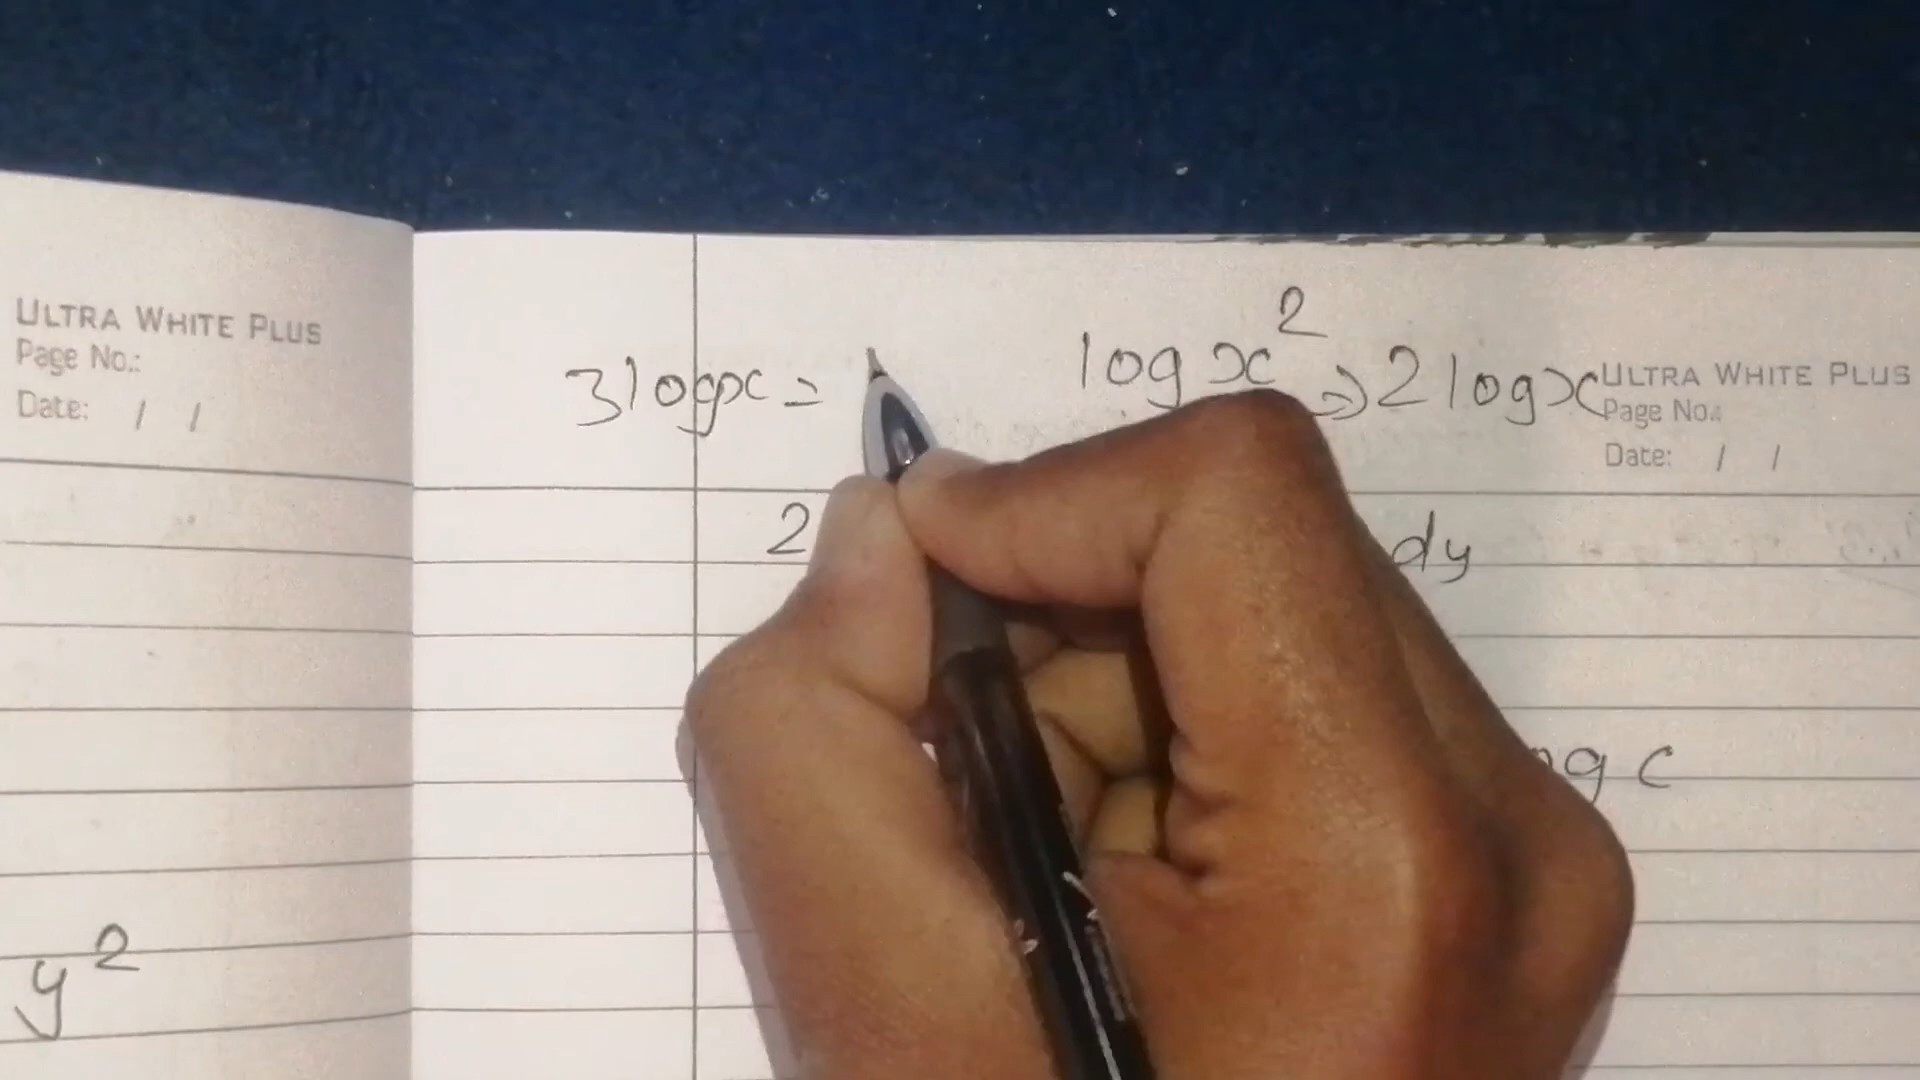 ULTRA WHITE PLUS
Page No.:
Date: / /
y²
3logx =
log x² => 2logx
ULTRA WHITE PLUS
Page No.:
Date: / /
2
dy
c